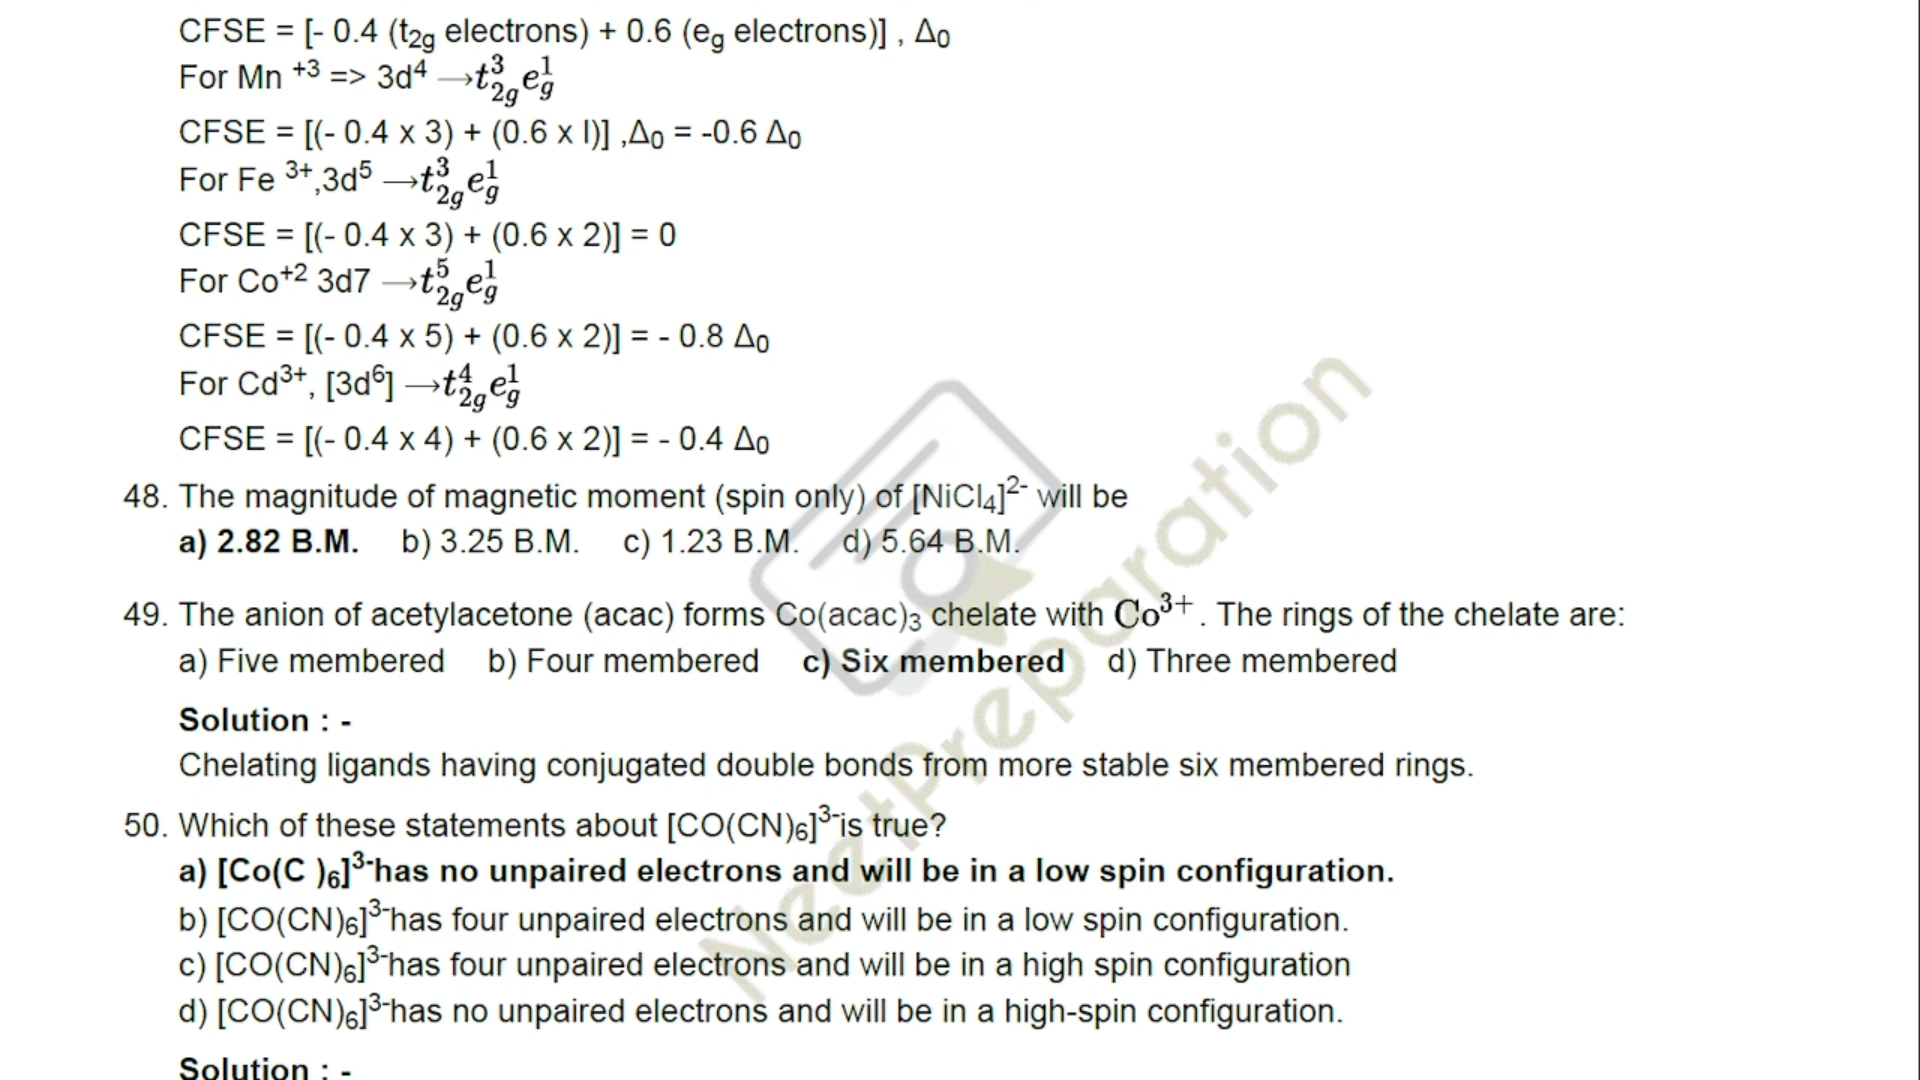 CFSE = [- 0.4 (t₂g electrons) + 0.6 (eg electrons)] , Δ₀
For Mn ⁺³ => 3d⁴ →t³₂g e¹g
CFSE = [(- 0.4 x 3) + (0.6 x l)] ,Δ₀ = -0.6 Δ₀
For Fe ³⁺,3d⁵ →t³₂g e¹g
CFSE = [(- 0.4 x 3) + (0.6 x 2)] = 0
For Co⁺² 3d7 →t⁵₂g e¹g
CFSE = [(- 0.4 x 5) + (0.6 x 2)] = - 0.8 Δ₀
For Cd³⁺, [3d⁶] →t⁴₂g e¹g
CFSE = [(- 0.4 x 4) + (0.6 x 2)] = - 0.4 Δ₀
48. The magnitude of magnetic moment (spin only) of [NiCl₄]²⁻ will be
a) 2.82 B.M. b) 3.25 B.M. c) 1.23 B.M. d) 5.64 B.M.
49. The anion of acetylacetone (acac) forms Co(acac)₃ chelate with Co³⁺ . The rings of the chelate are:
a) Five membered b) Four membered c) Six membered d) Three membered
Solution : -
Chelating ligands having conjugated double bonds from more stable six membered rings.
50. Which of these statements about [CO(CN)₆]³⁻is true?
a) [Co(C )₆]³⁻has no unpaired electrons and will be in a low spin configuration.
b) [CO(CN)₆]³⁻has four unpaired electrons and will be in a low spin configuration.
c) [CO(CN)₆]³⁻has four unpaired electrons and will be in a high spin configuration
d) [CO(CN)₆]³⁻has no unpaired electrons and will be in a high-spin configuration.
Solution : -
NeetPreparation